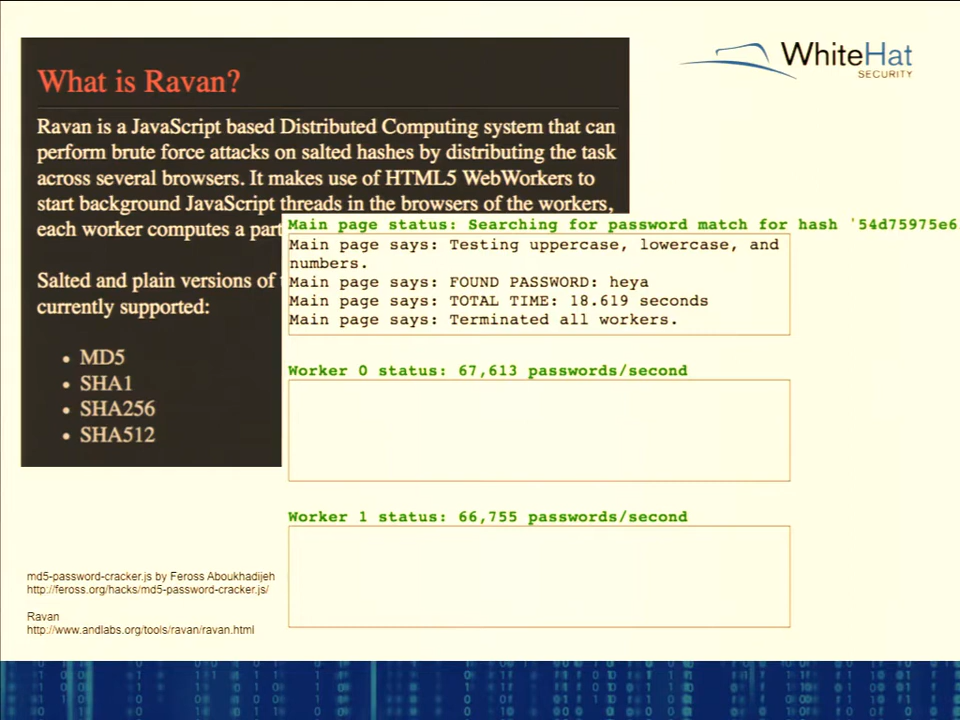 WhiteHat
SECURITY
What is Ravan?
Ravan is a JavaScript based Distributed Computing system that can
perform brute force attacks on salted hashes by distributing the task
across several browsers. It makes use of HTML5 WebWorkers to
start background JavaScript threads in the browsers of the workers,
each worker computes a part
Salted and plain versions of
currently supported:
• MD5
• SHA1
• SHA256
• SHA512
Main page status: Searching for password match for hash '54d75975e6
Main page says: Testing uppercase, lowercase, and
numbers.
Main page says: FOUND PASSWORD: heya
Main page says: TOTAL TIME: 18.619 seconds
Main page says: Terminated all workers.
Worker 0 status: 67,613 passwords/second
Worker 1 status: 66,755 passwords/second
md5-password-cracker.js by Feross Aboukhadijeh
http://feross.org/hacks/md5-password-cracker.js/
Ravan
http://www.andlabs.org/tools/ravan/ravan.html